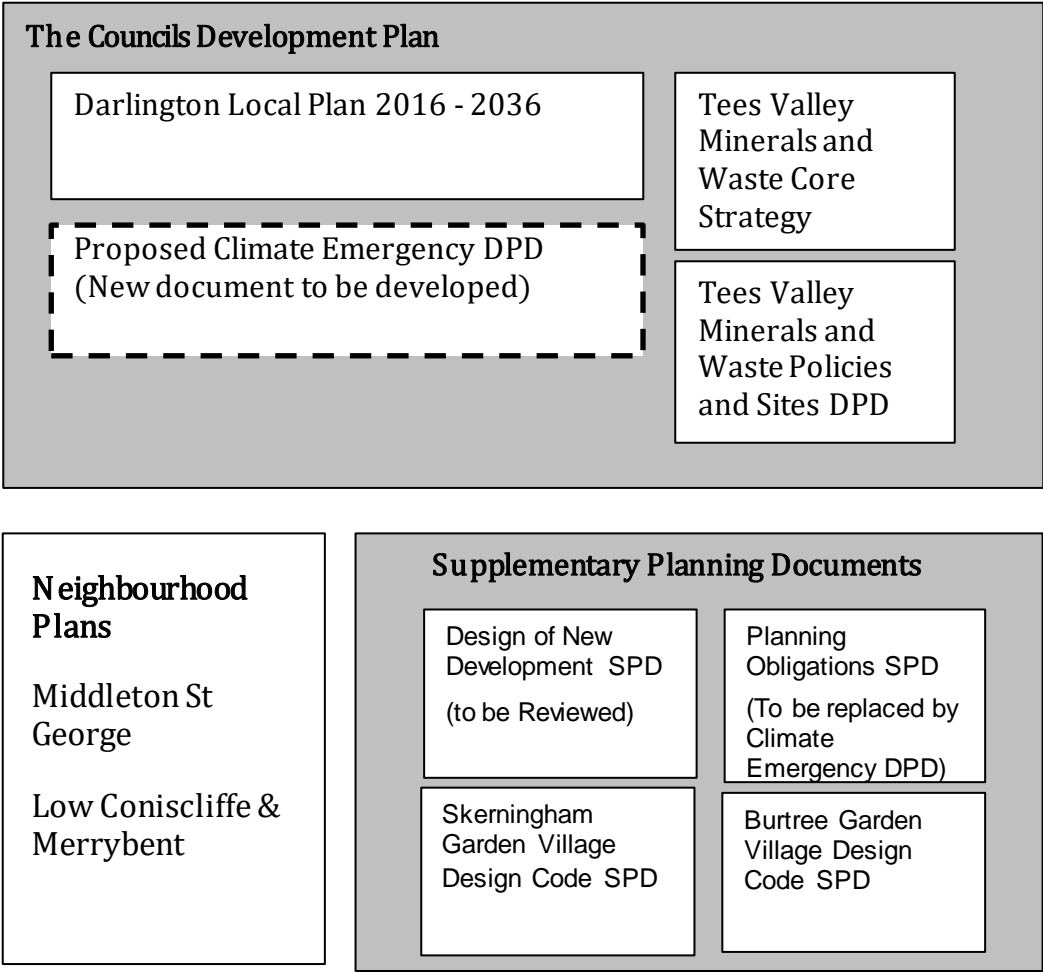 The Councils Development Plan
Darlington Local Plan 2016 - 2036
Proposed Climate Emergency DPD
(New document to be developed)
Tees Valley
Minerals and
Waste Core
Strategy
Tees Valley
Minerals and
Waste Policies
and Sites DPD
Neighbourhood
Plans
Middleton St
George
Low Coniscliffe &
Merrybent
Supplementary Planning Documents
Design of New
Development SPD
(to be Reviewed)
Planning
Obligations SPD
(To be replaced by
Climate
Emergency DPD)
Skerningham
Garden Village
Design Code SPD
Burtree Garden
Village Design
Code SPD